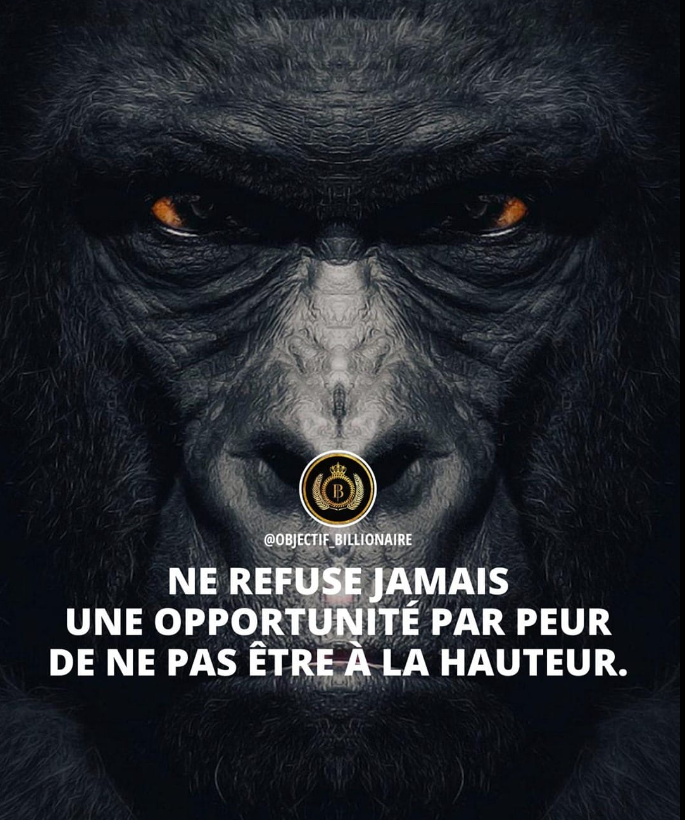 B
@OBJECTIF_BILLIONAIRE
NE REFUSE JAMAIS
UNE OPPORTUNITÉ PAR PEUR
DE NE PAS ÊTRE À LA HAUTEUR.